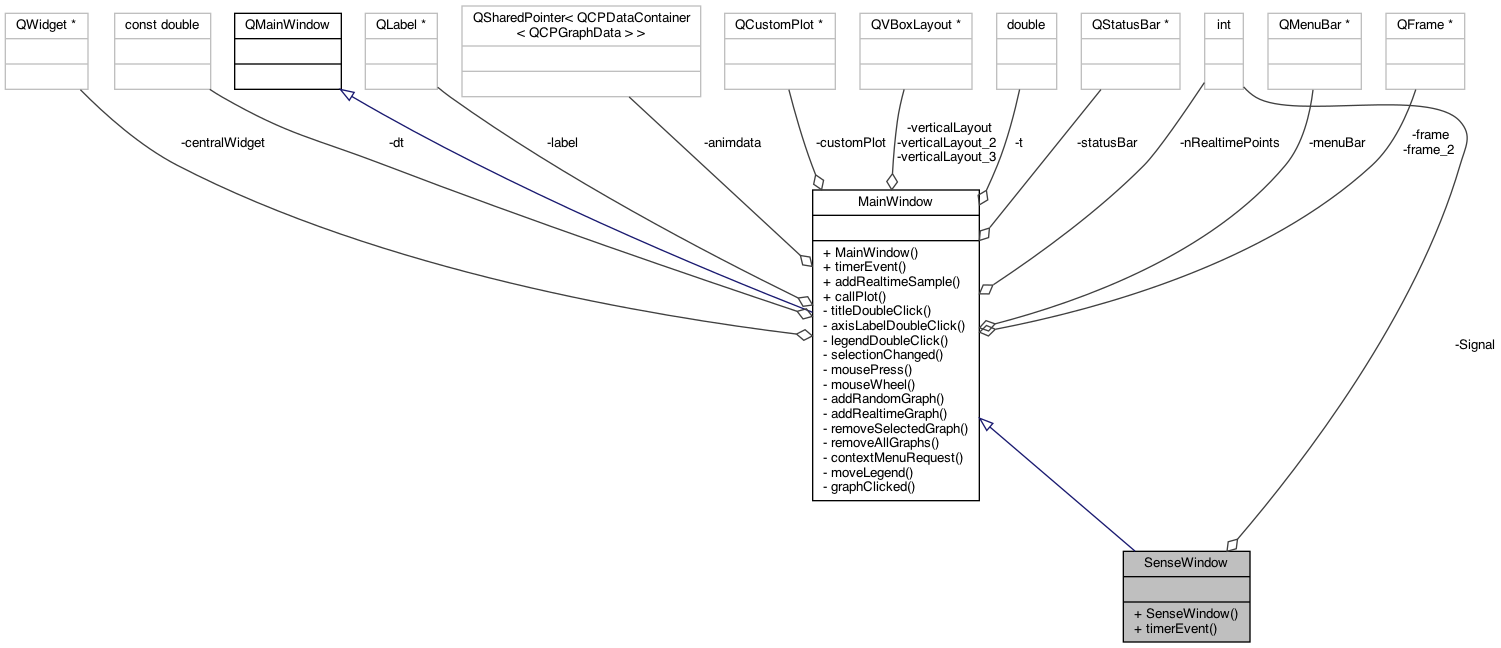 QWidget *
const double
QMainWindow
QLabel *
QSharedPointer< QCPDataContainer
< QCPGraphData > >
QCustomPlot *
QVBoxLayout *
double
QStatusBar *
int
QMenuBar *
QFrame *
-centralWidget
-dt
-label
-animdata
-customPlot
-verticalLayout
-verticalLayout_2
-verticalLayout_3
-t
-statusBar
-nRealtimePoints
-menuBar
-frame
-frame_2
MainWindow
+ MainWindow()
+ timerEvent()
+ addRealtimeSample()
+ callPlot()
- titleDoubleClick()
- axisLabelDoubleClick()
- legendDoubleClick()
- selectionChanged()
- mousePress()
- mouseWheel()
- addRandomGraph()
- addRealtimeGraph()
- removeSelectedGraph()
- removeAllGraphs()
- contextMenuRequest()
- moveLegend()
- graphClicked()
-Signal
SenseWindow
+ SenseWindow()
+ timerEvent()